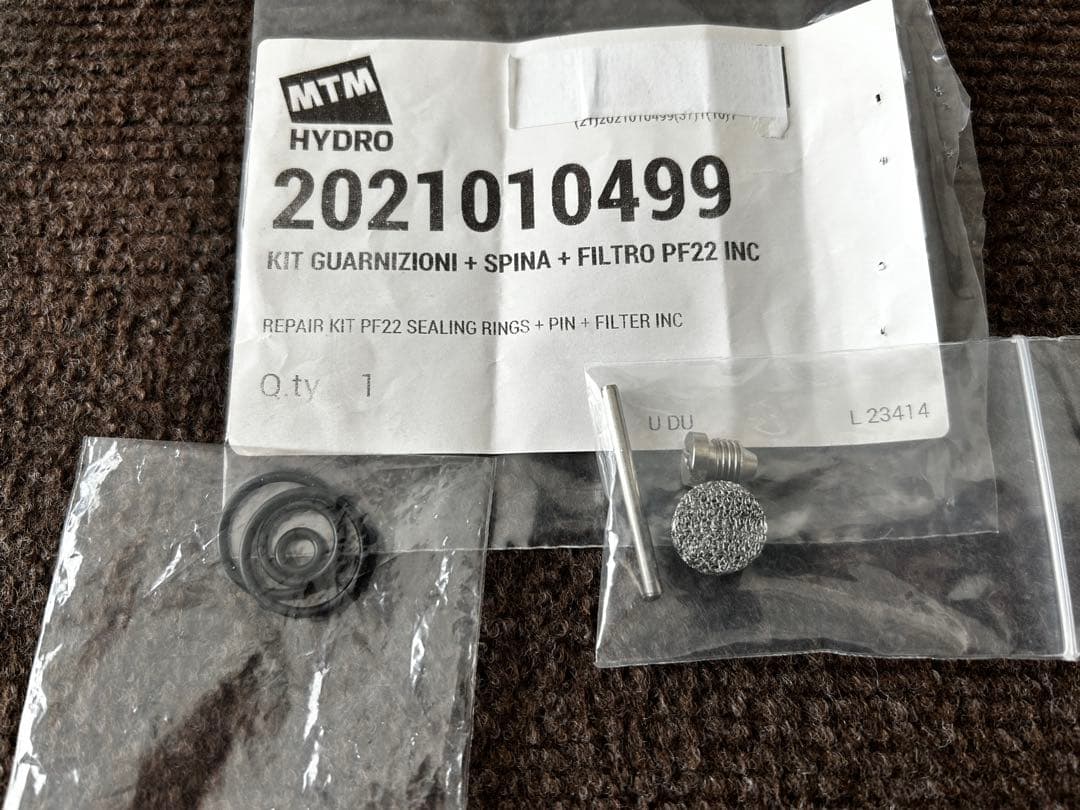 MTM
HYDRO
2021010499
KIT GUARNIZIONI + SPINA + FILTRO PF22 INC
REPAIR KIT PF22 SEALING RINGS + PIN + FILTER INC
Q.ty 1
U DU
L 23414